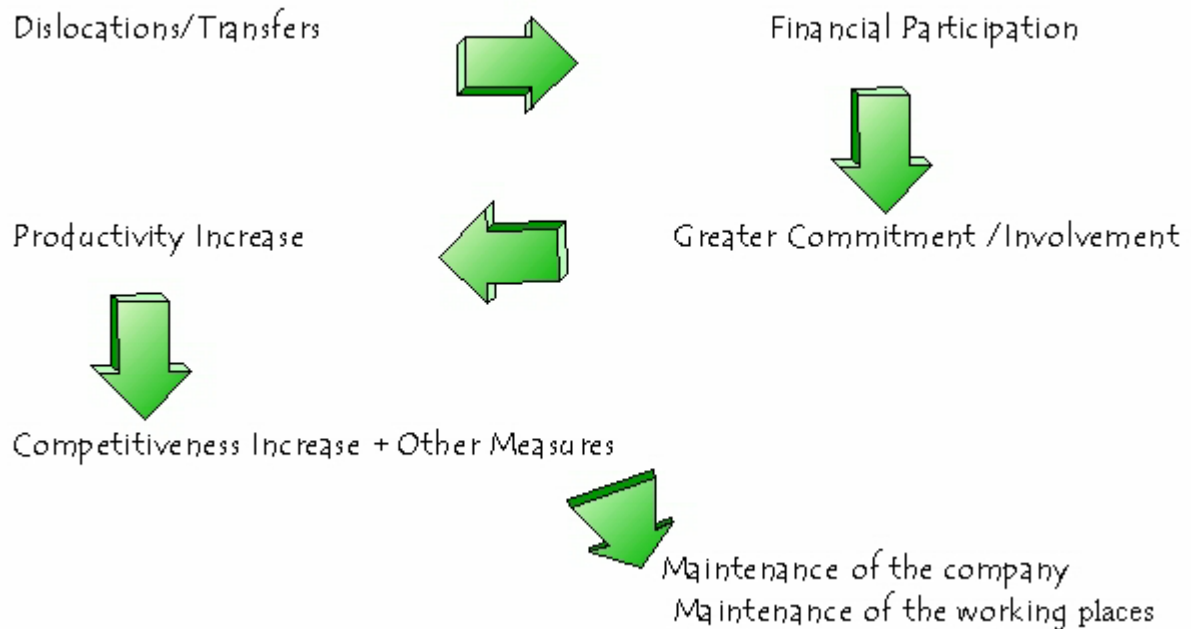 Dislocations/Transfers
Financial Participation
Greater Commitment /Involvement
Productivity Increase
Competitiveness Increase + Other Measures
Maintenance of the company
Maintenance of the working places